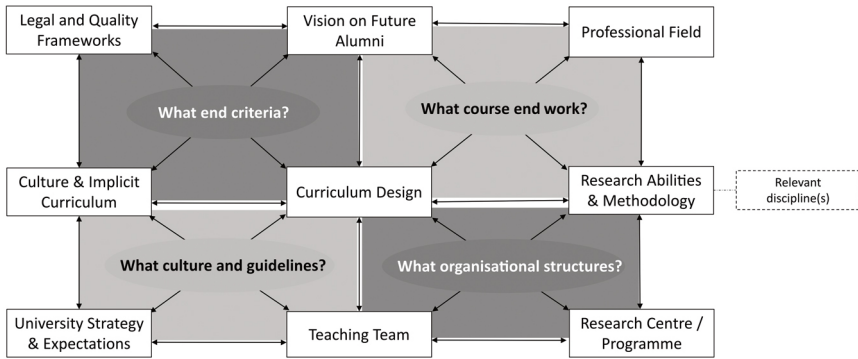 Legal and Quality
Frameworks
Vision on Future
Alumni
Professional Field
What end criteria?
What course end work?
Culture & Implicit
Curriculum
Curriculum Design
Research Abilities
& Methodology
Relevant
discipline(s)
What culture and guidelines?
What organisational structures?
University Strategy
& Expectations
Teaching Team
Research Centre /
Programme